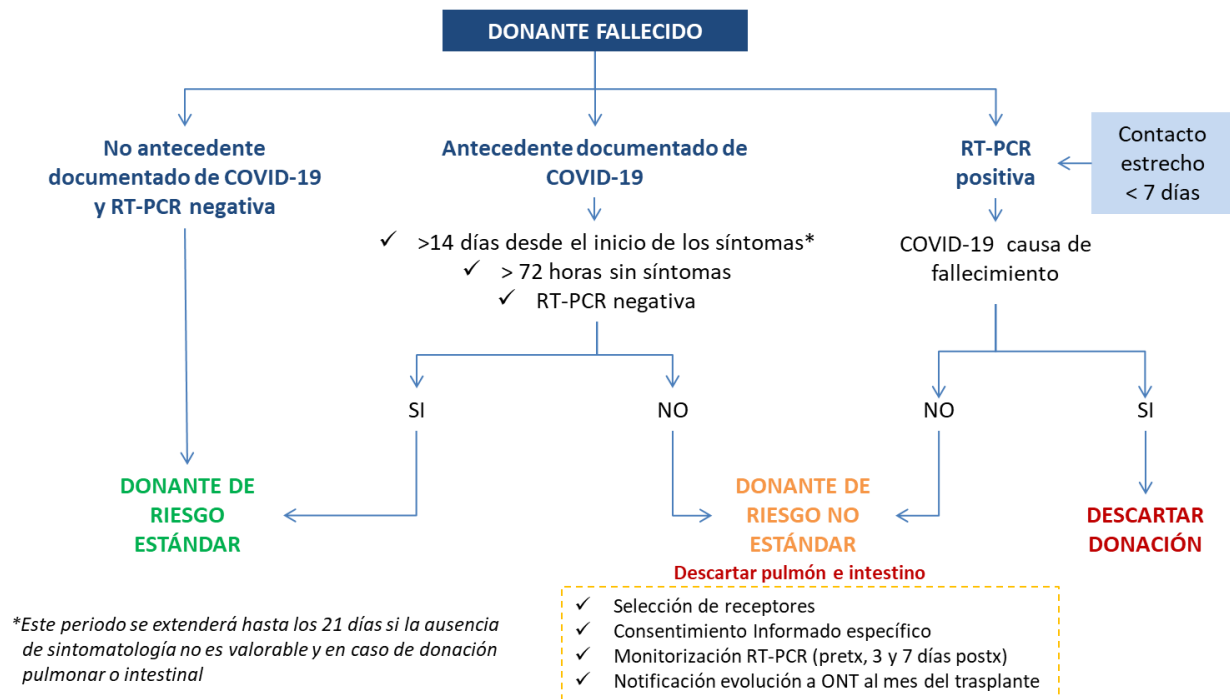 DONANTE FALLECIDO
No antecedente
documentado de COVID-19
y RT-PCR negativa
Antecedente documentado de
COVID-19
RT-PCR
positiva
Contacto
estrecho
< 7 días
✓ >14 días desde el inicio de los síntomas*
✓ > 72 horas sin síntomas
✓ RT-PCR negativa
COVID-19 causa de
fallecimiento
SI
NO
NO
SI
DONANTE DE
RIESGO
ESTÁNDAR
DONANTE DE
RIESGO NO
ESTÁNDAR
DESCARTAR
DONACIÓN
Descartar pulmón e intestino
✓ Selección de receptores
✓ Consentimiento Informado específico
✓ Monitorización RT-PCR (pretx, 3 y 7 días postx)
✓ Notificación evolución a ONT al mes del trasplante
*Este periodo se extenderá hasta los 21 días si la ausencia
de sintomatología no es valorable y en caso de donación
pulmonar o intestinal